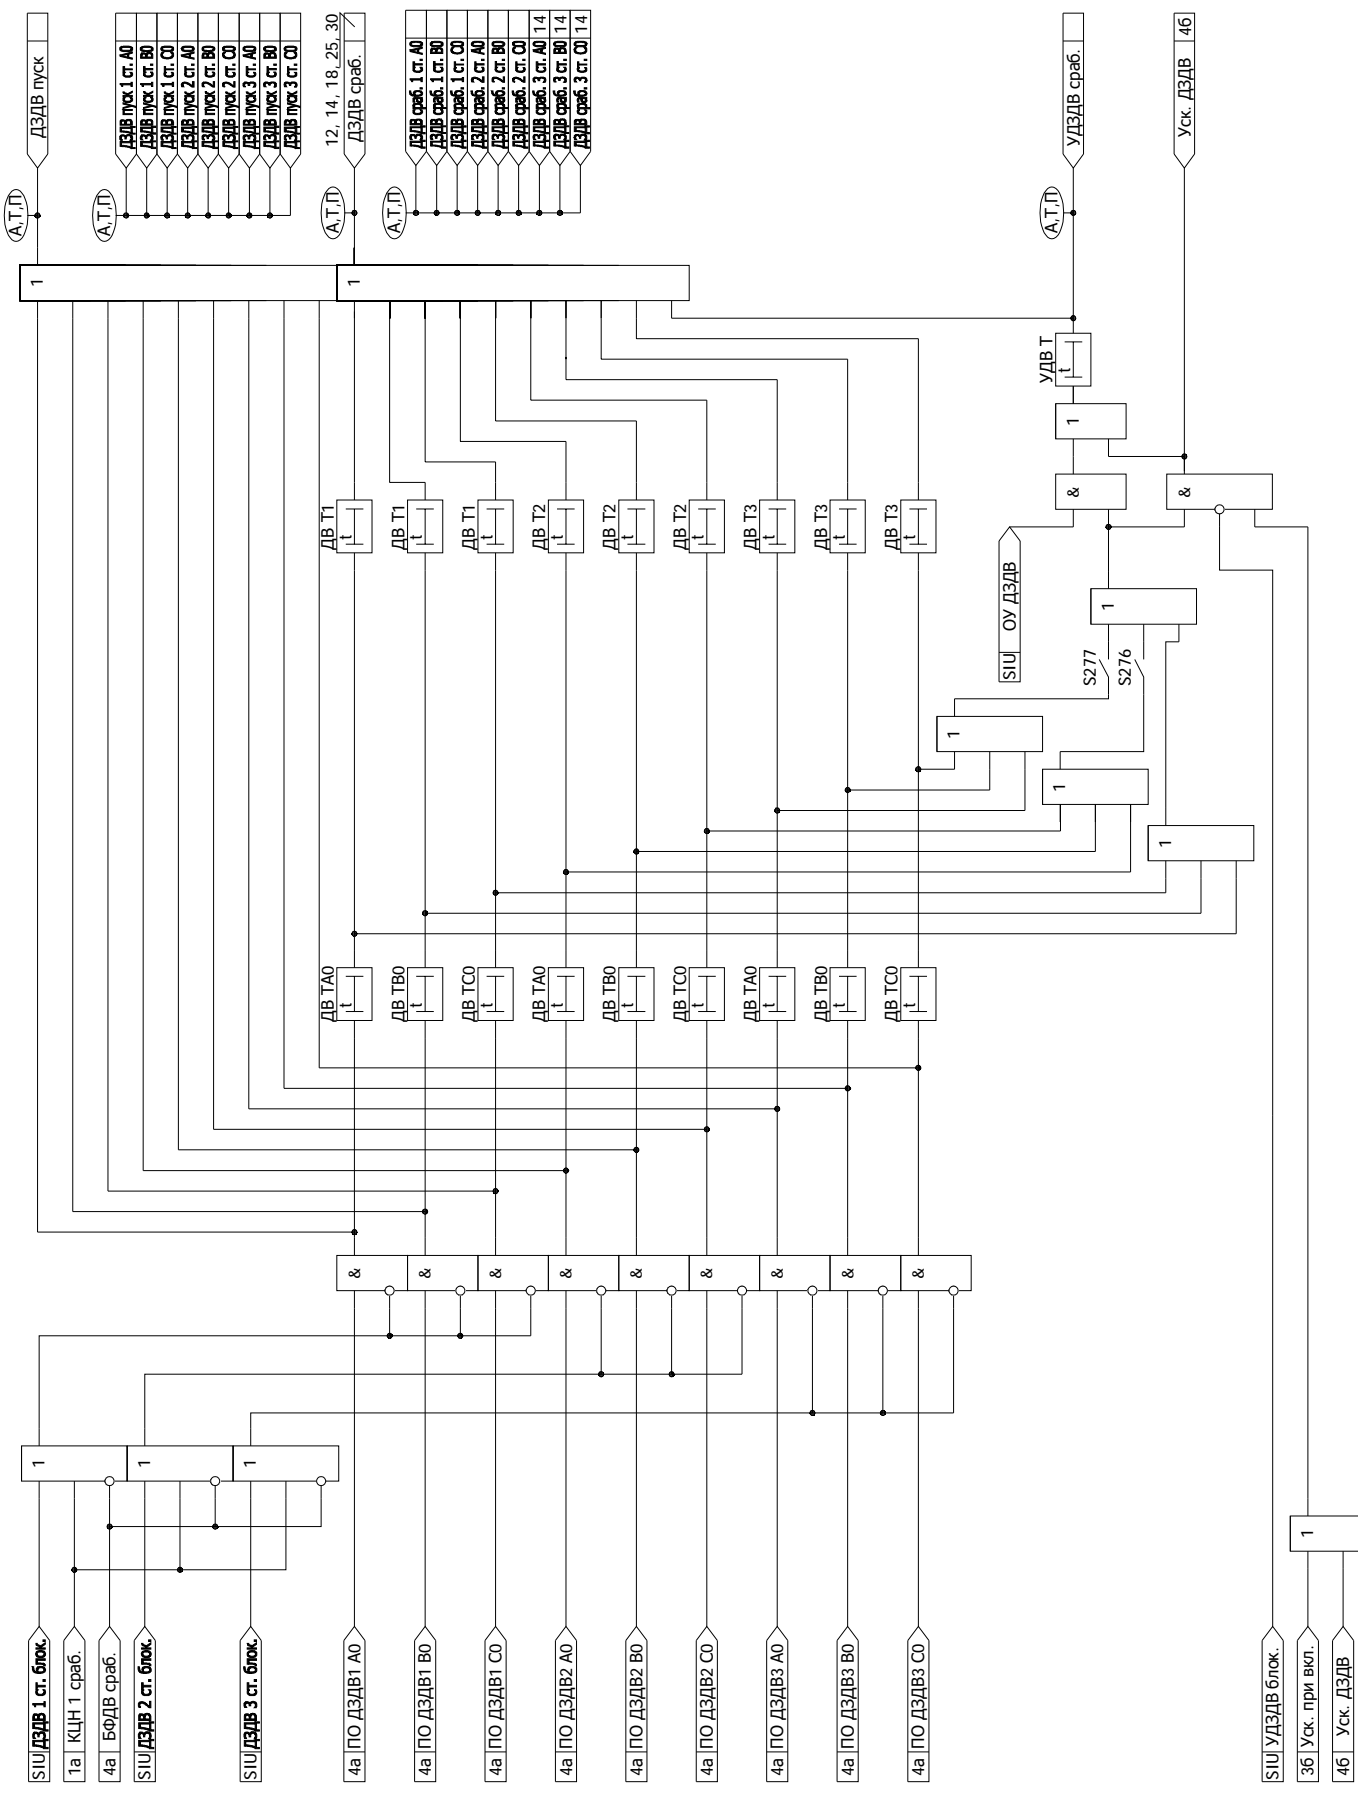 SIU ДЗДВ 1 ст. блок.
1а КЦН 1 сраб.
4а БФДВ сраб.
SIU ДЗДВ 2 ст. блок.
SIU ДЗДВ 3 ст. блок.
4а ПО ДЗДВ1 А0
4а ПО ДЗДВ1 В0
4а ПО ДЗДВ1 С0
4а ПО ДЗДВ2 А0
4а ПО ДЗДВ2 В0
4а ПО ДЗДВ2 С0
4а ПО ДЗДВ3 А0
4а ПО ДЗДВ3 В0
4а ПО ДЗДВ3 С0
SIU УДЗДВ блок.
3б Уск. при вкл.
4б Уск. ДЗДВ
1
1
1
1
&
&
&
&
&
&
&
&
&
ДВ ТА0
t
ДВ ТВ0
t
ДВ ТС0
t
ДВ ТА0
t
ДВ ТВ0
t
ДВ ТС0
t
ДВ ТА0
t
ДВ ТВ0
t
ДВ ТС0
t
1
1
1
S277
S276
SIU ОУ ДЗДВ
1
ДВ Т1
t
ДВ Т1
t
ДВ Т1
t
ДВ Т2
t
ДВ Т2
t
ДВ Т2
t
ДВ Т3
t
ДВ Т3
t
ДВ Т3
t
&
&
1
УДВ Т
t
1
1
А,Т,П
А,Т,П
А,Т,П
А,Т,П
А,Т,П
ДЗДВ пуск
ДЗДВ пуск 1 ст. А0
ДЗДВ пуск 1 ст. В0
ДЗДВ пуск 1 ст. С0
ДЗДВ пуск 2 ст. А0
ДЗДВ пуск 2 ст. В0
ДЗДВ пуск 2 ст. С0
ДЗДВ пуск 3 ст. А0
ДЗДВ пуск 3 ст. В0
ДЗДВ пуск 3 ст. С0
12, 14, 18, 25, 30
ДЗДВ сраб.
ДЗДВ сраб. 1 ст. А0
ДЗДВ сраб. 1 ст. В0
ДЗДВ сраб. 1 ст. С0
ДЗДВ сраб. 2 ст. А0
ДЗДВ сраб. 2 ст. В0
ДЗДВ сраб. 2 ст. С0
ДЗДВ сраб. 3 ст. А0 14
ДЗДВ сраб. 3 ст. В0 14
ДЗДВ сраб. 3 ст. С0 14
УДЗДВ сраб.
Уск. ДЗДВ 4б